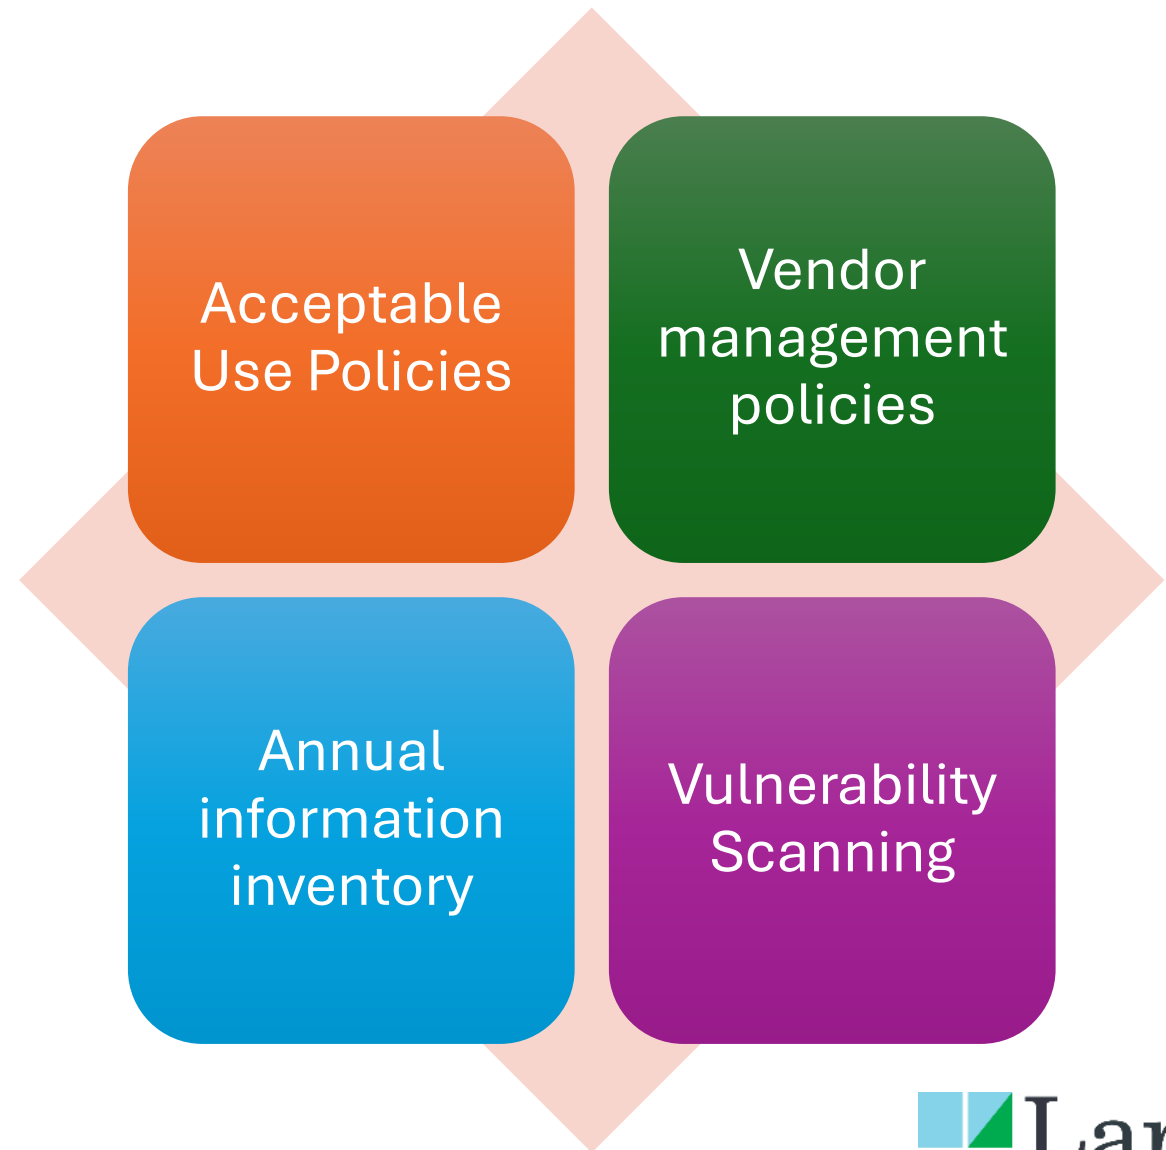 Acceptable
Use Policies
Vendor
management
policies
Annual
information
inventory
Vulnerability
Scanning